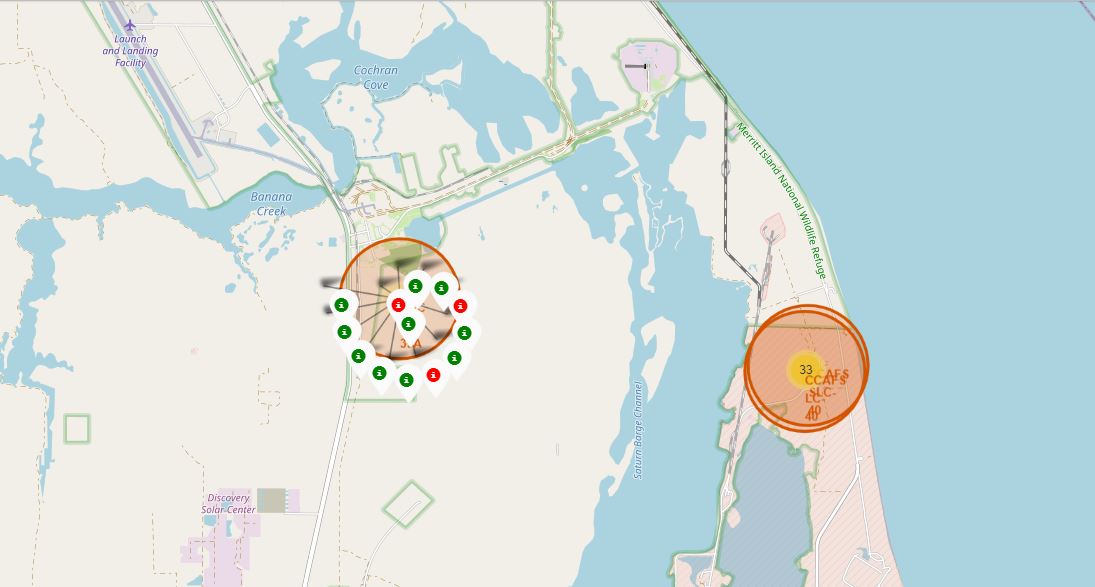 Launch
and Landing
Facility
Cochran
Cove
Merritt Island National Wildlife Refuge
Banana
Creek
33
CCAFS
SLC-
LC-
40
40
Saturn Barge Channel
Discovery
Solar Center